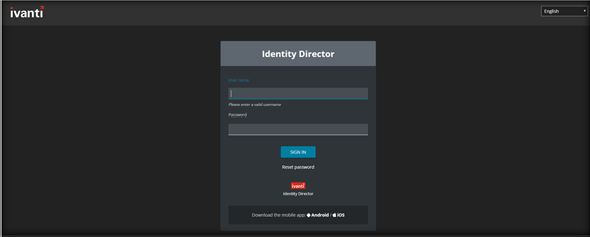 ivanti
English
Identity Director
User name
Please enter a valid username
Password
SIGN IN
Reset password
ivanti
Identity Director
Download the mobile app: Android / iOS